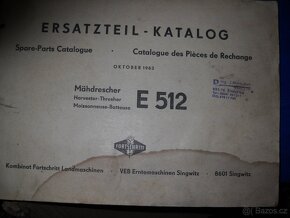 ERSATZTEIL - KATALOG
Spare-Parts Catalogue · Catalogue des Pièces de Rechange
OKTOBER 1963
Mähdrescher
Harvester-Thresher
Moissonneuse-Batteuse
E 512
FORTSCHRITT
Kombinat Fortschritt Landmaschinen · VEB Erntemaschinen Singwitz · 8601 Singwitz
Bazos.cz